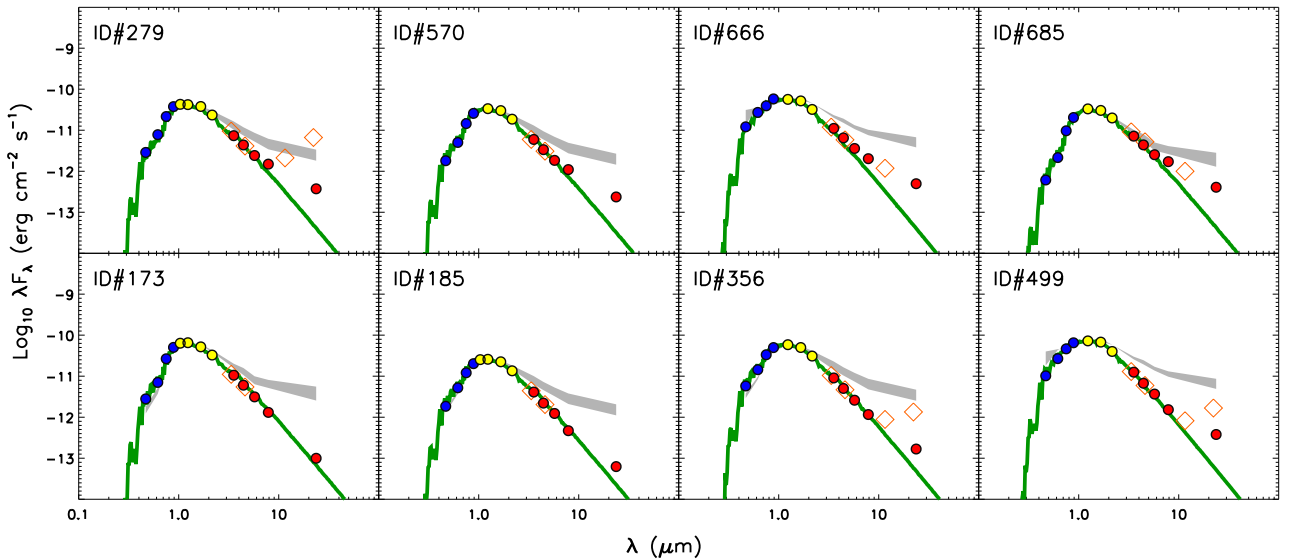 ID#279 ID#570 ID#666 ID#685
-9
-10
-11
-12
-13
ID#173 ID#185 ID#356 ID#499
-9
-10
-11
-12
-13
Log₁₀ λFλ (erg cm⁻² s⁻¹)
0.1 1.0 10 1.0 10 1.0 10 1.0 10
λ (μm)